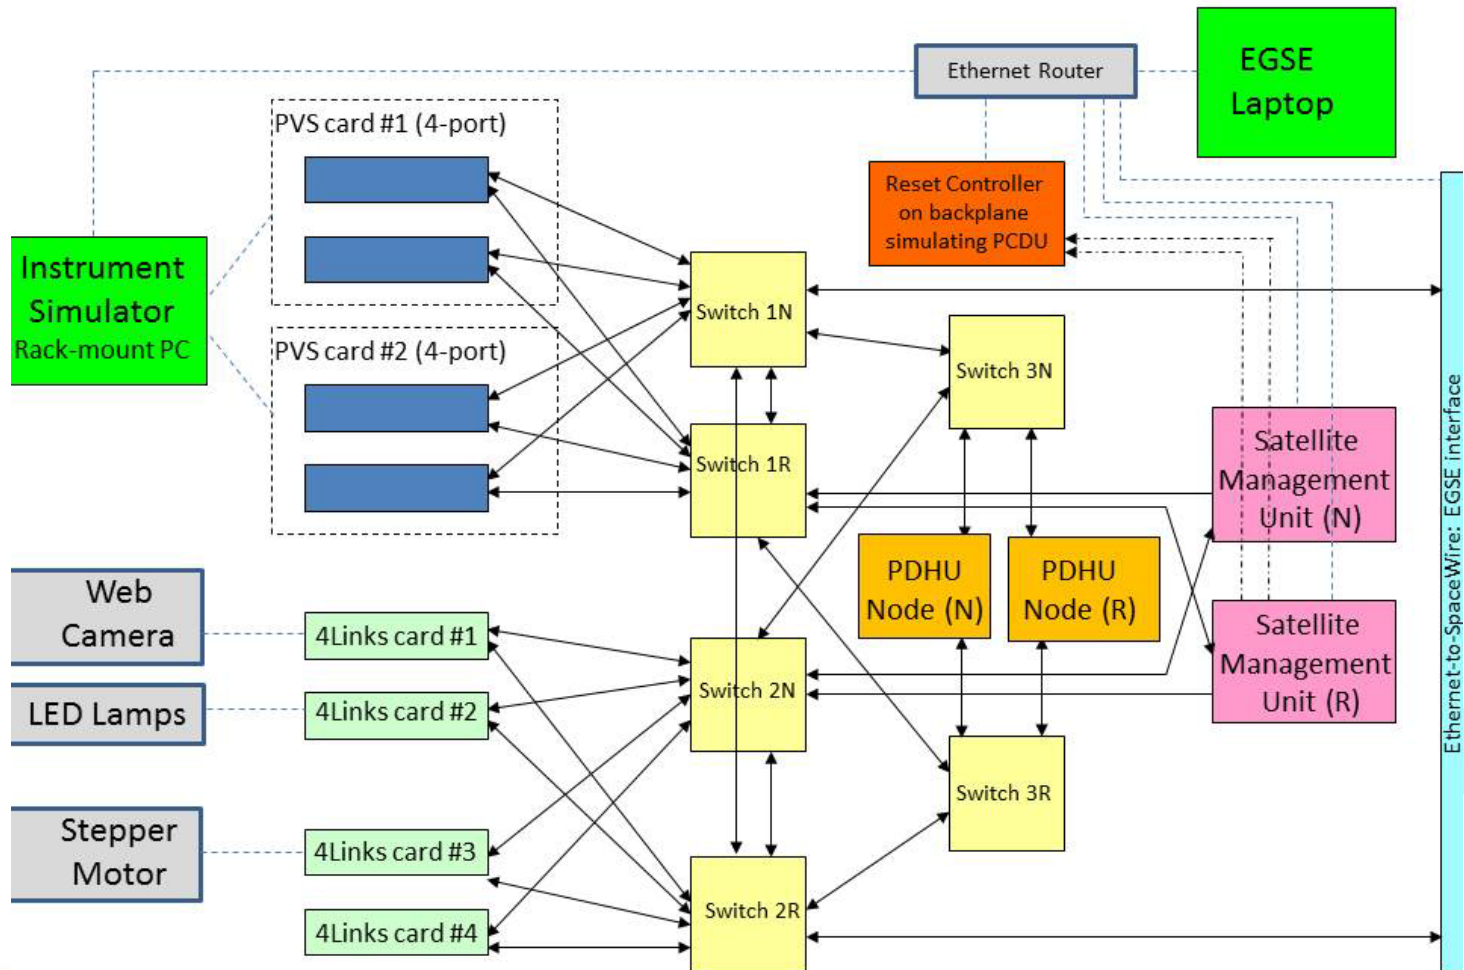 Ethernet Router
EGSE
Laptop
PVS card #1 (4-port)
Reset Controller
on backplane
simulating PCDU
Instrument
Simulator
Rack-mount PC
Switch 1N
PVS card #2 (4-port)
Switch 3N
Switch 1R
Satellite
Management
Unit (N)
Ethernet-to-SpaceWire: EGSE interface
PDHU
Node (N)
PDHU
Node (R)
Web
Camera
4Links card #1
Satellite
Management
Unit (R)
Switch 2N
LED Lamps
4Links card #2
Switch 3R
Stepper
Motor
4Links card #3
Switch 2R
4Links card #4